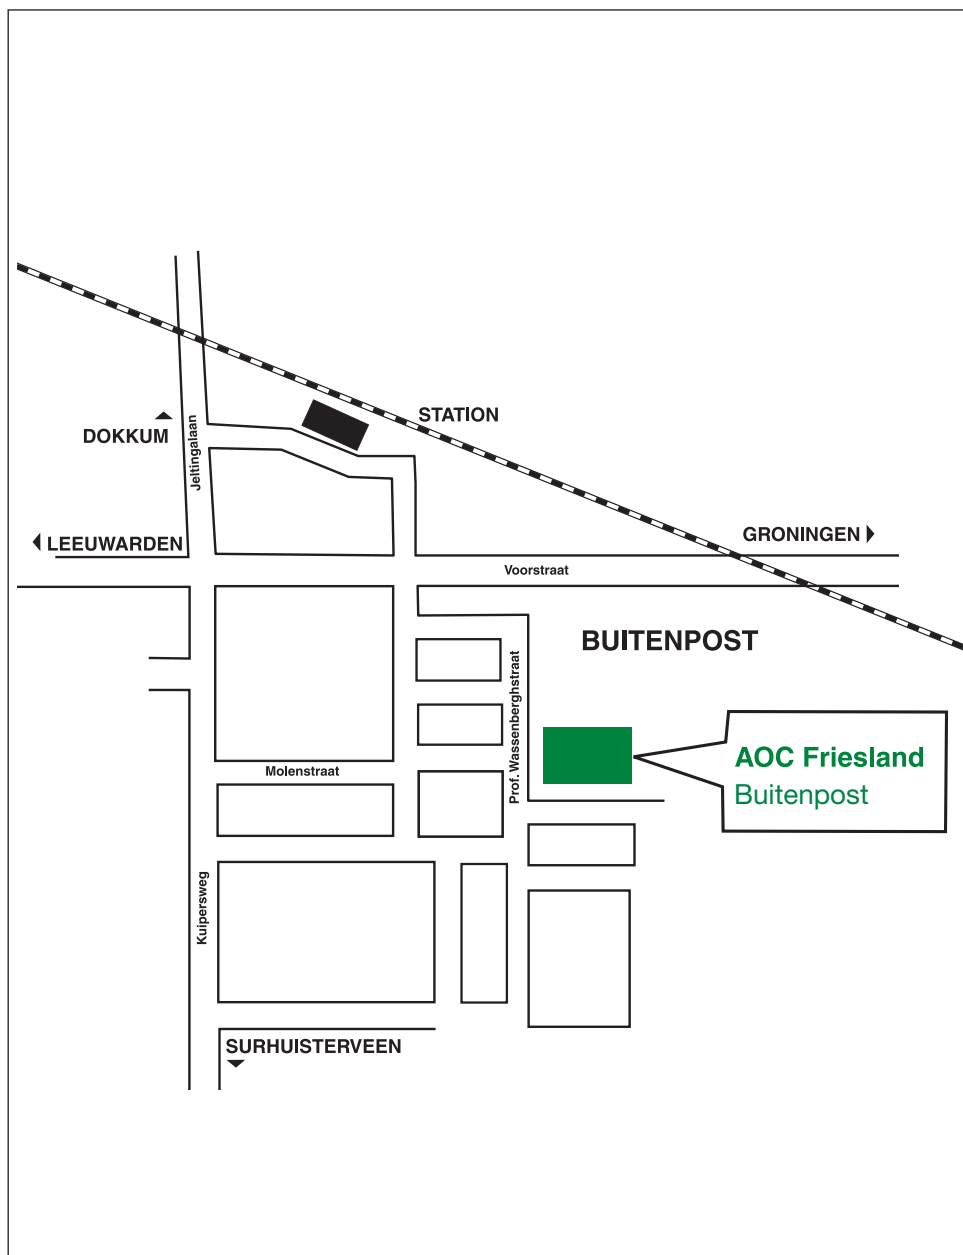 STATION
DOKKUM
Jeltingalaan
LEEUWARDEN
GRONINGEN
Voorstraat
BUITENPOST
Prof. Wassenberghstraat
AOC Friesland
Buitenpost
Molenstraat
Kuipersweg
SURHUISTERVEEN